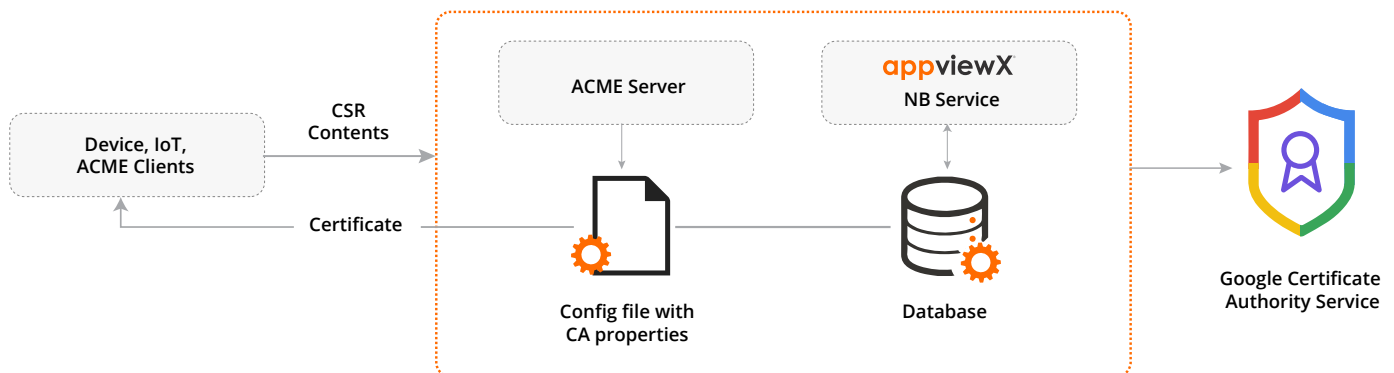 Device, IoT,
ACME Clients
CSR
Contents
Certificate
ACME Server
appviewX
NB Service
Config file with
CA properties
Database
Google Certificate
Authority Service